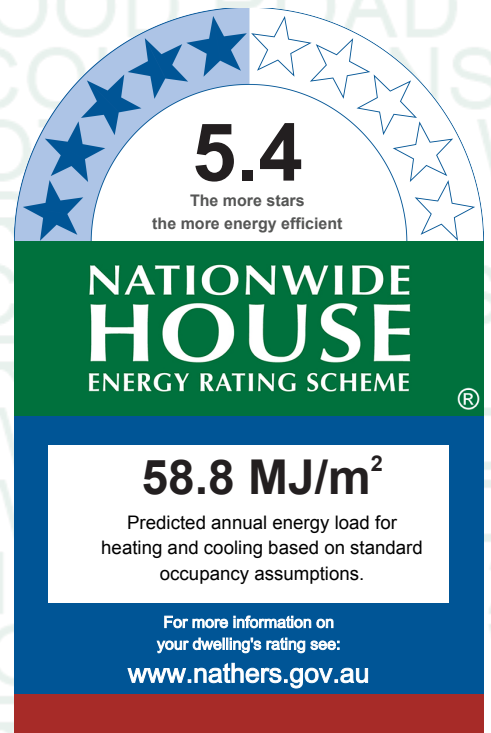 5.4
The more stars
the more energy efficient
NATIONWIDE
HOUSE
ENERGY RATING SCHEME
®
58.8 MJ/m²
Predicted annual energy load for
heating and cooling based on standard
occupancy assumptions.
For more information on
your dwelling's rating see:
www.nathers.gov.au